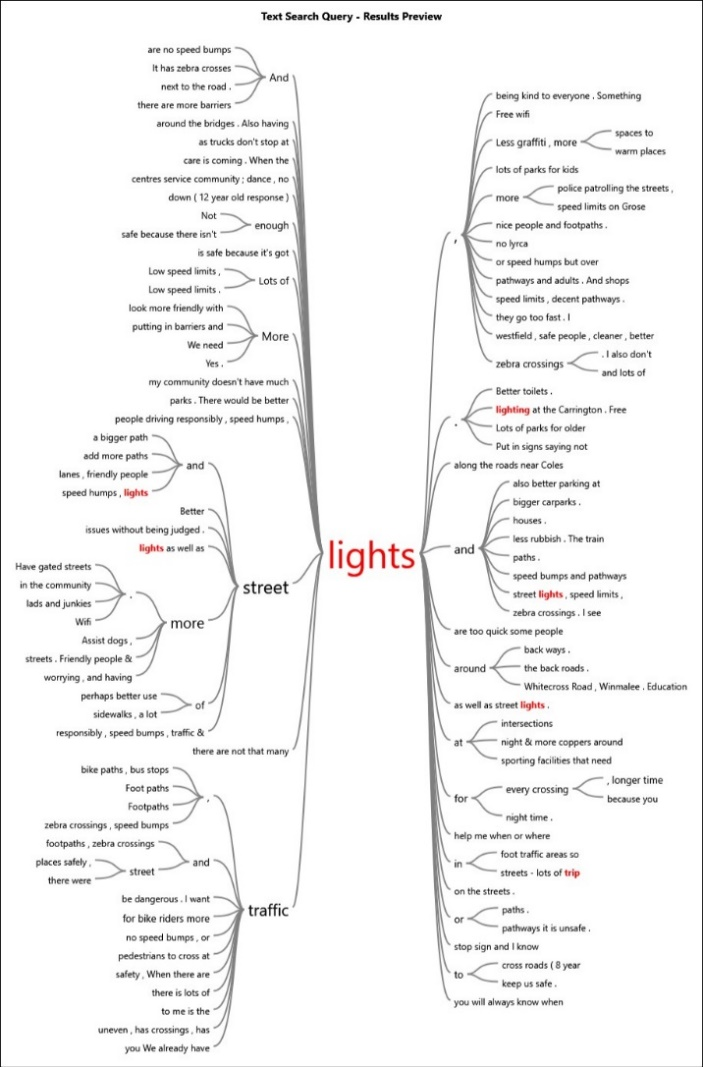 Text Search Query - Results Preview
are no speed bumps
It has zebra crosses
next to the road .
there are more barriers
And
around the bridges . Also having
as trucks don't stop at
care is coming . When the
centres service community ; dance , no
down ( 12 year old response )
Not
safe because there isn't
enough
is safe because it's got
Low speed limits ,
Low speed limits .
Lots of
look more friendly with
putting in barriers and
We need
Yes .
More
my community doesn't have much
parks . There would be better
people driving responsibly , speed humps ,
a bigger path
add more paths
lanes , friendly people
speed humps , lights
and
Better
issues without being judged .
lights as well as
street
Have gated streets
in the community
lads and junkies
Wifi
.
Assist dogs ,
streets . Friendly people &
worrying , and having
more
perhaps better use
sidewalks , a lot
of
responsibly , speed bumps , traffic &
there are not that many
bike paths , bus stops
Foot paths
Footpaths
zebra crossings , speed bumps
,
footpaths , zebra crossings
places safely ,
there were
street
and
be dangerous . I want
for bike riders more
no speed bumps , or
pedestrians to cross at
safety , When there are
there is lots of
to me is the
uneven , has crossings , has
you We already have
traffic
lights
,
being kind to everyone . Something
Free wifi
Less graffiti , more
spaces to
warm places
lots of parks for kids
more
police patrolling the streets ,
speed limits on Grose
nice people and footpaths .
no lyrca
or speed humps but over
pathways and adults . And shops
speed limits , decent pathways .
they go too fast . I
westfield , safe people , cleaner , better
zebra crossings
. I also don't
and lots of
.
Better toilets .
lighting at the Carrington . Free
Lots of parks for older
Put in signs saying not
along the roads near Coles
and
also better parking at
bigger carparks .
houses .
less rubbish . The train
paths .
speed bumps and pathways
street lights , speed limits ,
zebra crossings . I see
are too quick some people
around
back ways .
the back roads .
Whitecross Road , Winmalee . Education
as well as street lights .
at
intersections
night & more coppers around
sporting facilities that need
for
every crossing
, longer time
because you
night time .
help me when or where
in
foot traffic areas so
streets - lots of trip
on the streets .
or
paths .
pathways it is unsafe .
stop sign and I know
to
cross roads ( 8 year
keep us safe .
you will always know when